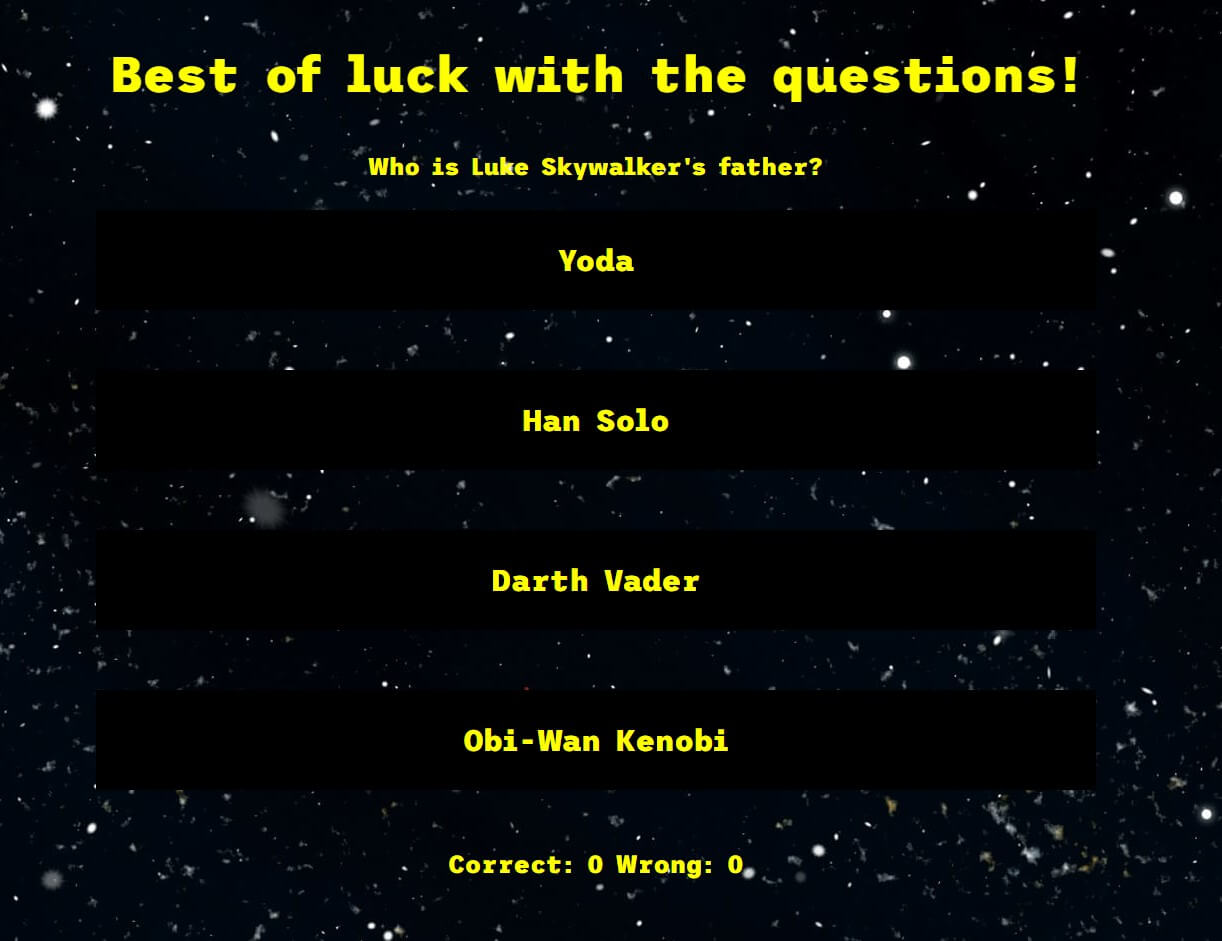 Best of luck with the questions!
Who is Luke Skywalker's father?
Yoda
Han Solo
Darth Vader
Obi-Wan Kenobi
Correct: 0 Wrong: 0